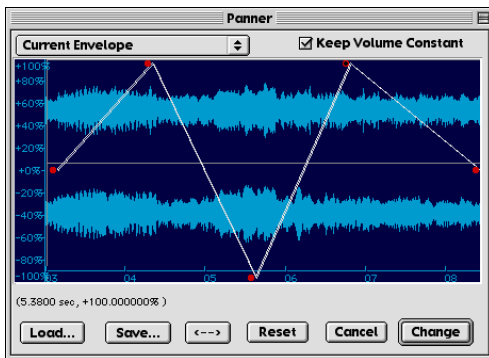 Panner
Current Envelope
Keep Volume Constant
+100%
+80%
+60%
+40%
+20%
+0%
-20%
-40%
-60%
-80%
-100%
03 04 05 06 07 08
(5.3800 sec, +100.000000% )
Load... Save... <--> Reset Cancel Change